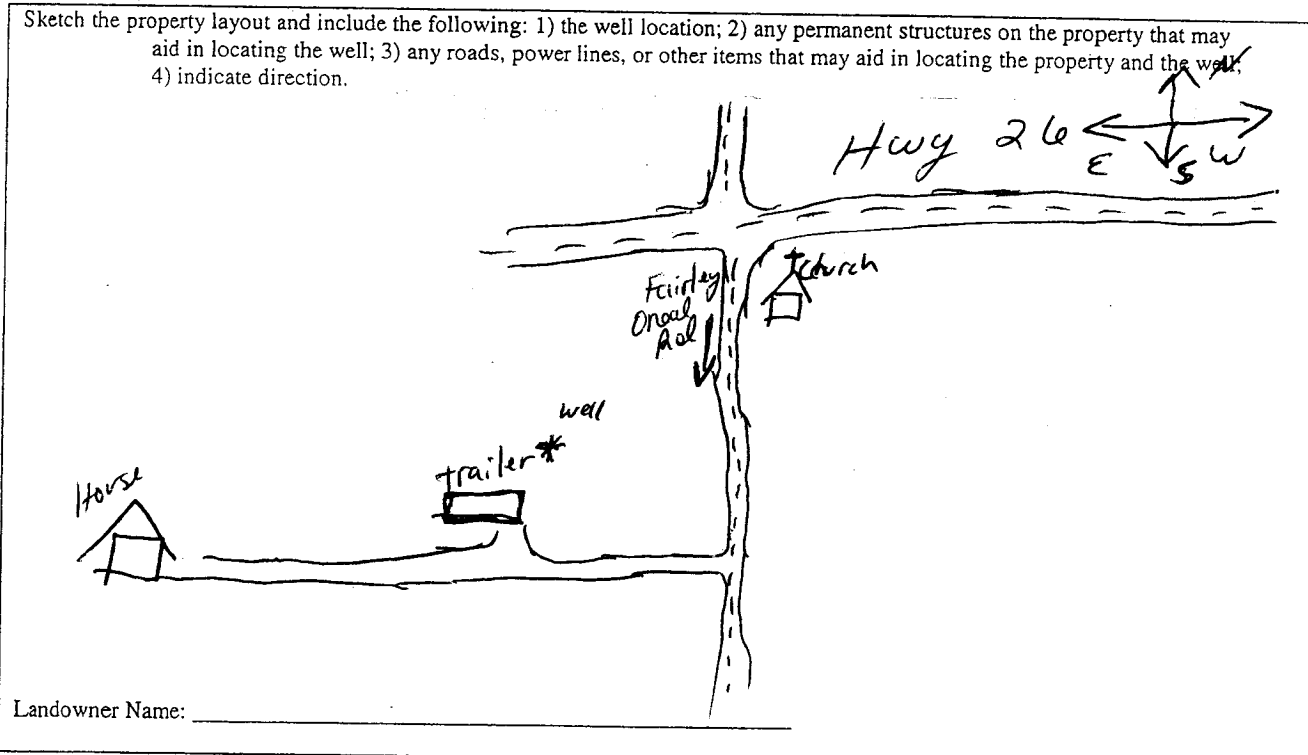 Sketch the property layout and include the following: 1) the well location; 2) any permanent structures on the property that may
aid in locating the well; 3) any roads, power lines, or other items that may aid in locating the property and the well;
4) indicate direction.
N
Hwy 26
E
S
W
church
Fairley
Oneal
Rd
well
trailer *
House
Landowner Name: